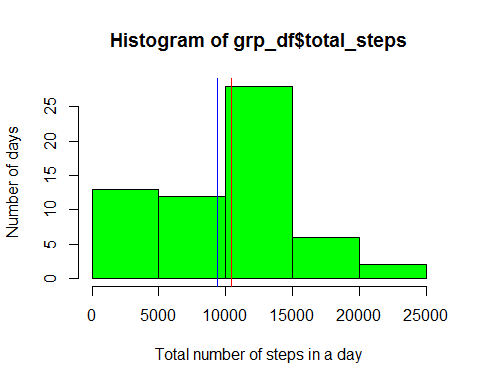 Histogram of grp_df$total_steps
Number of days
0 5 10 15 20 25
0 5000 10000 15000 20000 25000
Total number of steps in a day